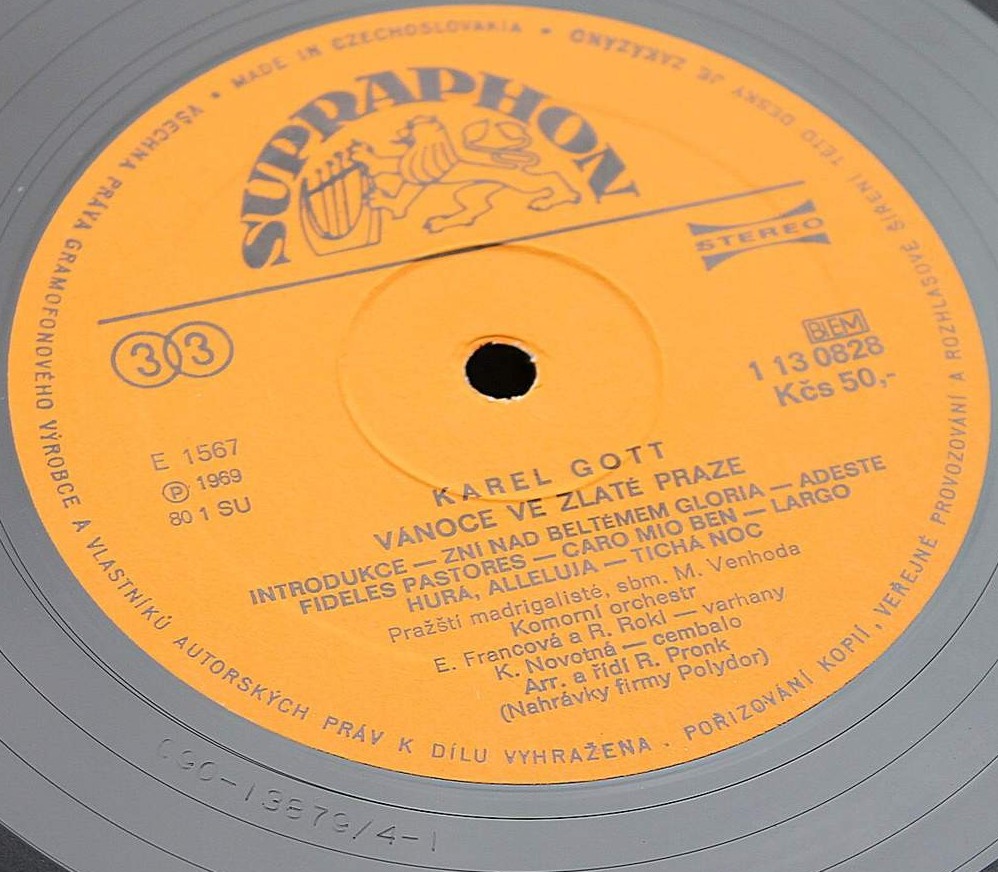 VŠECHNA PRÁVA GRAMOFONOVÉHO VÝROBCE A VLASTNÍKŮ AUTORSKÝCH PRÁV K DÍLU VYHRAŽENA · POŘIZOVÁNÍ KOPIÍ, VEŘEJNÉ PROVOZOVÁNÍ A ROZHLASOVÉ ŠÍŘENÍ TÉTO DESKY JE ZAKÁZÁNO • MADE IN CZECHOSLOVAKIA •
SUPRAPHON
STEREO
33
BIEM
1 13 0828
Kčs 50,-
E 1567
Ⓟ 1969
80 1 SU
KAREL GOTT
VÁNOCE VE ZLATÉ PRAZE
INTRODUKCE — ZNI NAD BELTÉMEM GLORIA — ADESTE
FIDELES PASTORES — CARO MIO BEN — LARGO
HURA, ALLELUJA — TICHÁ NOC
Pražští madrigalisté, sbm. M. Venhoda
Komorní orchestr
E. Francová a R. Rokl — varhany
K. Novotná — cembalo
Arr. a řídí R. Pronk
(Nahrávky firmy Polydor)
C90-13879/4-1